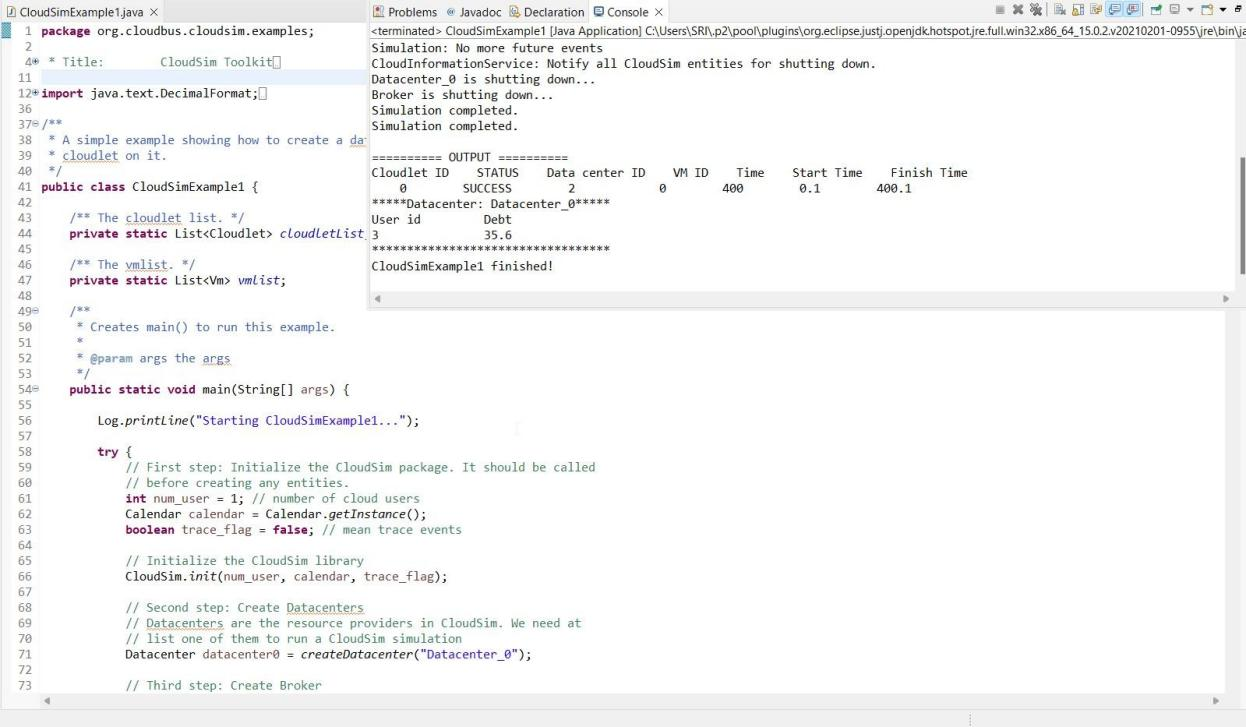 CloudSimExample1.java
1 package org.cloudbus.cloudsim.examples;
2
4 * Title:        CloudSim Toolkit
11
12 import java.text.DecimalFormat;
36
37 /**
38  * A simple example showing how to create a da
39  * cloudlet on it.
40  */
41 public class CloudSimExample1 {
42
43     /** The cloudlet list. */
44     private static List<Cloudlet> cloudletList
45
46     /** The vmlist. */
47     private static List<Vm> vmlist;
48
49     /**
50      * Creates main() to run this example.
51      *
52      * @param args the args
53      */
54     public static void main(String[] args) {
55
56         Log.printLine("Starting CloudSimExample1...");
57
58         try {
59             // First step: Initialize the CloudSim package. It should be called
60             // before creating any entities.
61             int num_user = 1; // number of cloud users
62             Calendar calendar = Calendar.getInstance();
63             boolean trace_flag = false; // mean trace events
64
65             // Initialize the CloudSim library
66             CloudSim.init(num_user, calendar, trace_flag);
67
68             // Second step: Create Datacenters
69             // Datacenters are the resource providers in CloudSim. We need at
70             // list one of them to run a CloudSim simulation
71             Datacenter datacenter0 = createDatacenter("Datacenter_0");
72
73             // Third step: Create Broker
Problems @ Javadoc Declaration Console
<terminated> CloudSimExample1 [Java Application] C:\Users\SRI\.p2\pool\plugins\org.eclipse.justj.openjdk.hotspot.jre.full.win32.x86_64_15.0.2.v20210201-0955\jre\bin\ja
Simulation: No more future events
CloudInformationService: Notify all CloudSim entities for shutting down.
Datacenter_0 is shutting down...
Broker is shutting down...
Simulation completed.
Simulation completed.
========== OUTPUT ==========
Cloudlet ID    STATUS    Data center ID    VM ID    Time    Start Time    Finish Time
0        SUCCESS        2            0        400        0.1        400.1
*****Datacenter: Datacenter_0*****
User id        Debt
3        35.6
**********************************
CloudSimExample1 finished!